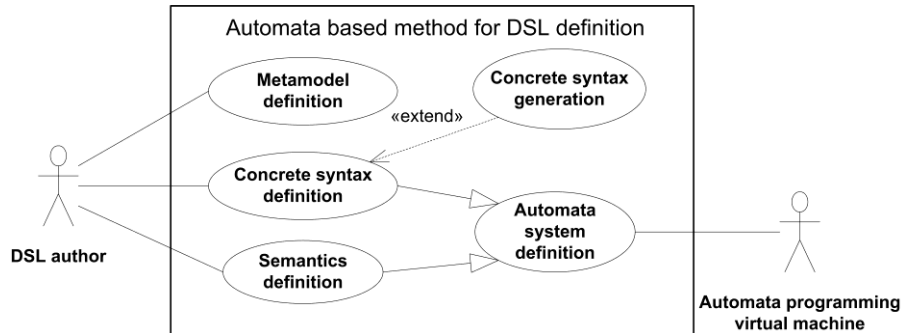 Automata based method for DSL definition
Metamodel
definition
Concrete syntax
generation
«extend»
Concrete syntax
definition
Automata
system
definition
DSL author
Semantics
definition
Automata programming
virtual machine